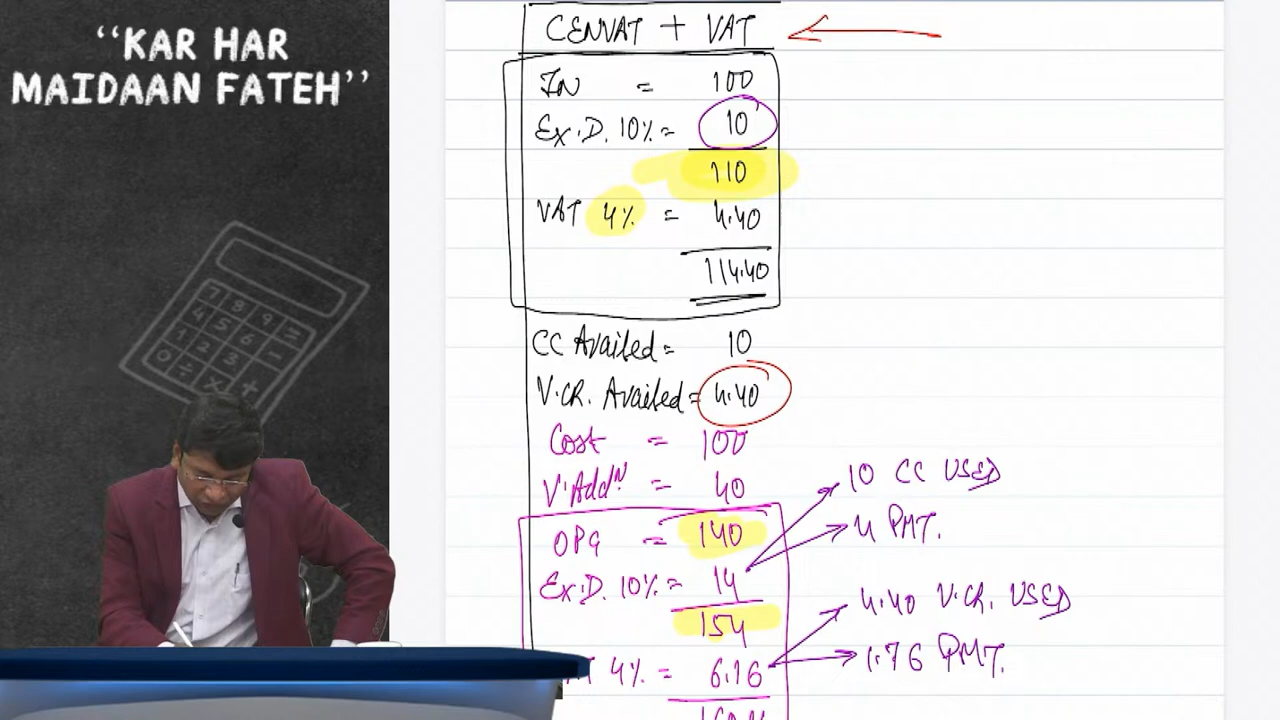 “KAR HAR
MAIDAAN FATEH”
CENVAT + VAT
IN = 100
EX.D. 10% = 10
110
VAT 4% = 4.40
114.40
CC Availed = 10
V.CR. Availed = 4.40
Cost = 100
V'Addn = 40
OPG = 140
10 CC USED
4 PMT.
EX.D. 10% = 14
154
4.40 V.CR. USED
4% = 6.16
1.76 PMT.